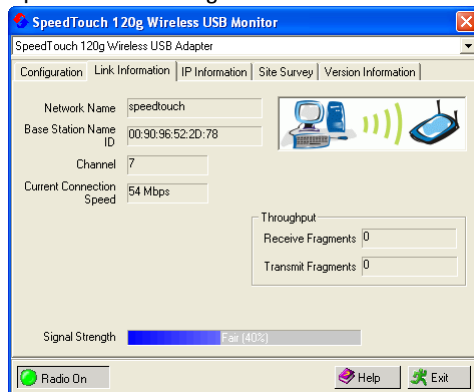 SpeedTouch 120g Wireless USB Monitor
SpeedTouch 120g Wireless USB Adapter
Configuration Link Information IP Information Site Survey Version Information
Network Name speedtouch
Base Station Name
ID 00:90:96:52:2D:78
Channel 7
Current Connection
Speed 54 Mbps
Throughput
Receive Fragments 0
Transmit Fragments 0
Signal Strength Fair (40%)
Radio On Help Exit